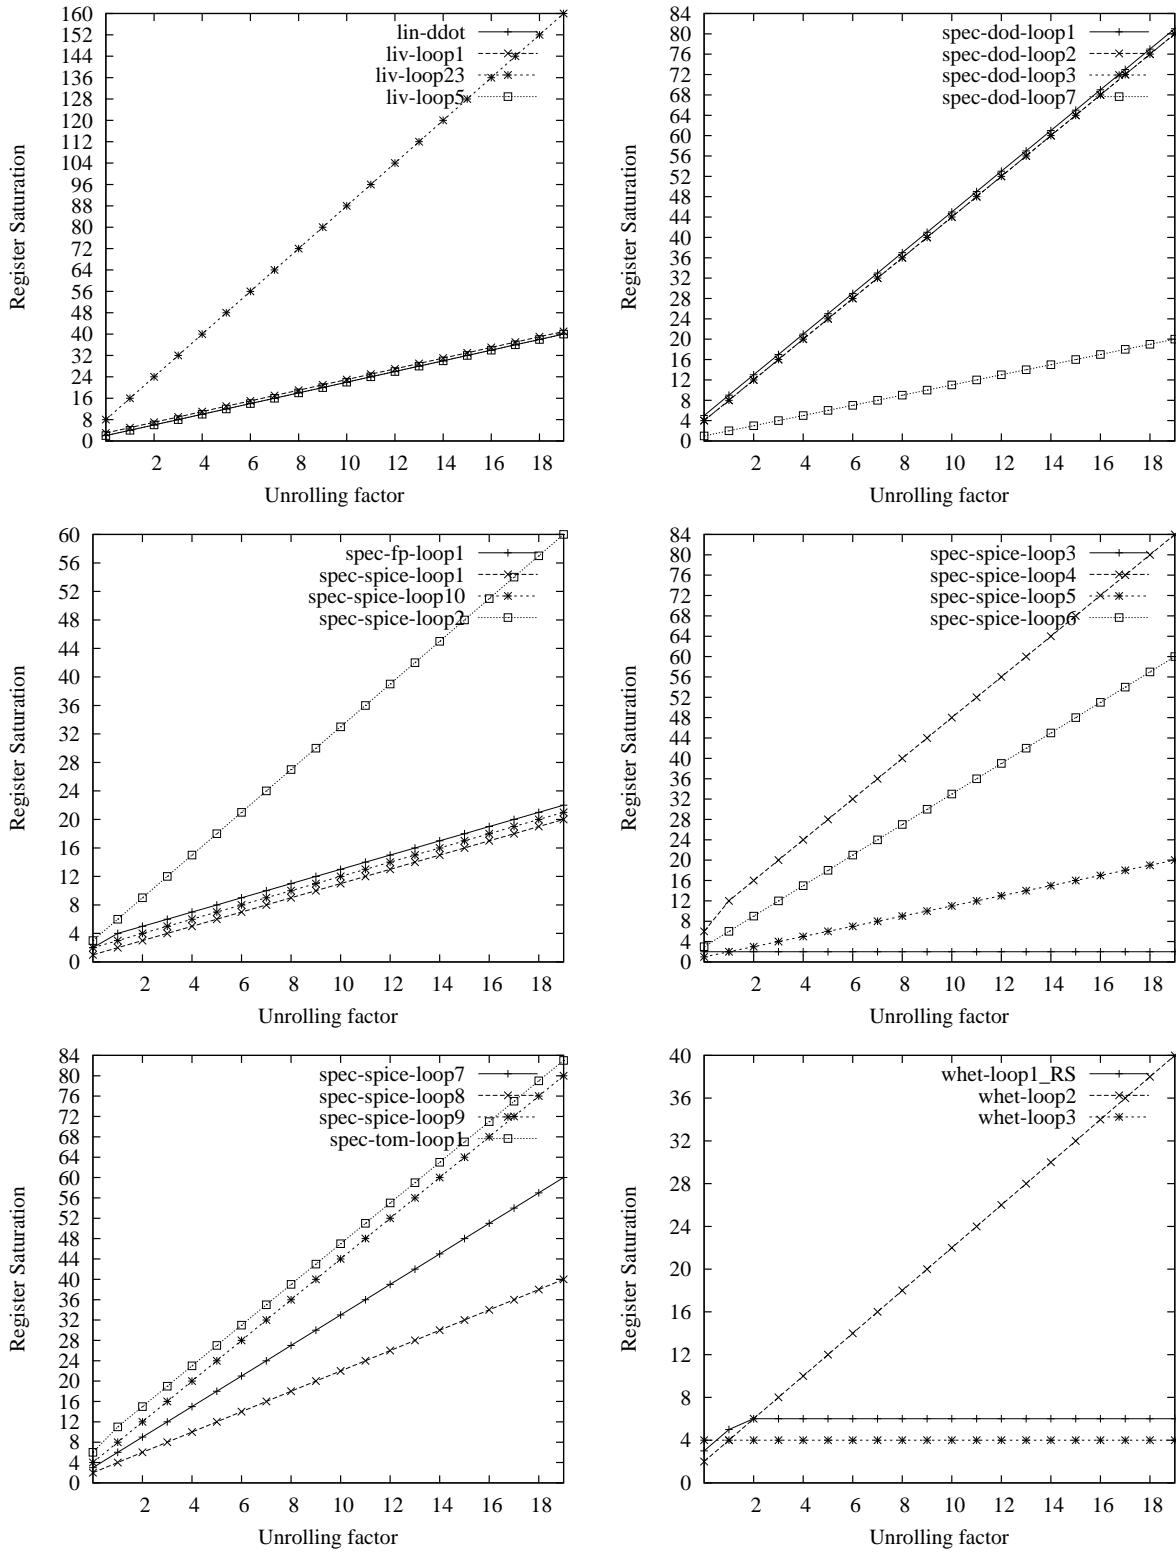 160
152
144
136
128
120
112
104
96
88
80
72
64
56
48
40
32
24
16
8
0
Register Saturation
lin-ddot
liv-loop1
liv-loop23
liv-loop5
2 4 6 8 10 12 14 16 18
Unrolling factor
84
80
76
72
68
64
60
56
52
48
44
40
36
32
28
24
20
16
12
8
4
0
Register Saturation
spec-dod-loop1
spec-dod-loop2
spec-dod-loop3
spec-dod-loop7
2 4 6 8 10 12 14 16 18
Unrolling factor
60
56
52
48
44
40
36
32
28
24
20
16
12
8
4
0
Register Saturation
spec-fp-loop1
spec-spice-loop1
spec-spice-loop10
spec-spice-loop2
2 4 6 8 10 12 14 16 18
Unrolling factor
84
80
76
72
68
64
60
56
52
48
44
40
36
32
28
24
20
16
12
8
4
0
Register Saturation
spec-spice-loop3
spec-spice-loop4
spec-spice-loop5
spec-spice-loop6
2 4 6 8 10 12 14 16 18
Unrolling factor
84
80
76
72
68
64
60
56
52
48
44
40
36
32
28
24
20
16
12
8
4
0
Register Saturation
spec-spice-loop7
spec-spice-loop8
spec-spice-loop9
spec-tom-loop1
2 4 6 8 10 12 14 16 18
Unrolling factor
40
36
32
28
24
20
16
12
8
4
0
Register Saturation
whet-loop1_RS
whet-loop2
whet-loop3
2 4 6 8 10 12 14 16 18
Unrolling factor